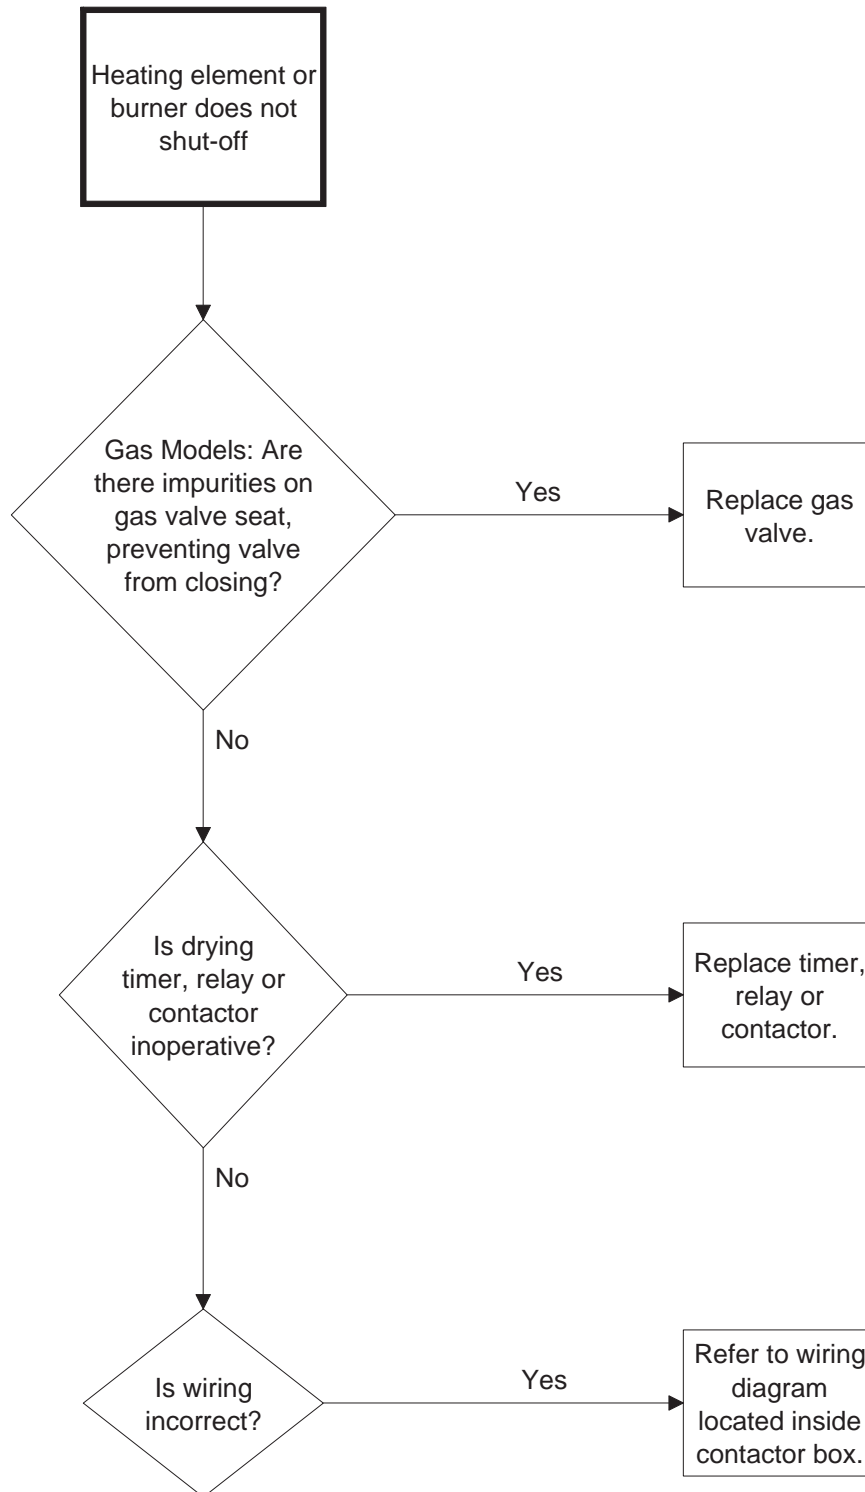 Heating element or
burner does not
shut-off
Gas Models: Are
there impurities on
gas valve seat,
preventing valve
from closing?
Yes
Replace gas
valve.
No
Is drying
timer, relay or
contactor
inoperative?
Yes
Replace timer,
relay or
contactor.
No
Is wiring
incorrect?
Yes
Refer to wiring
diagram
located inside
contactor box.